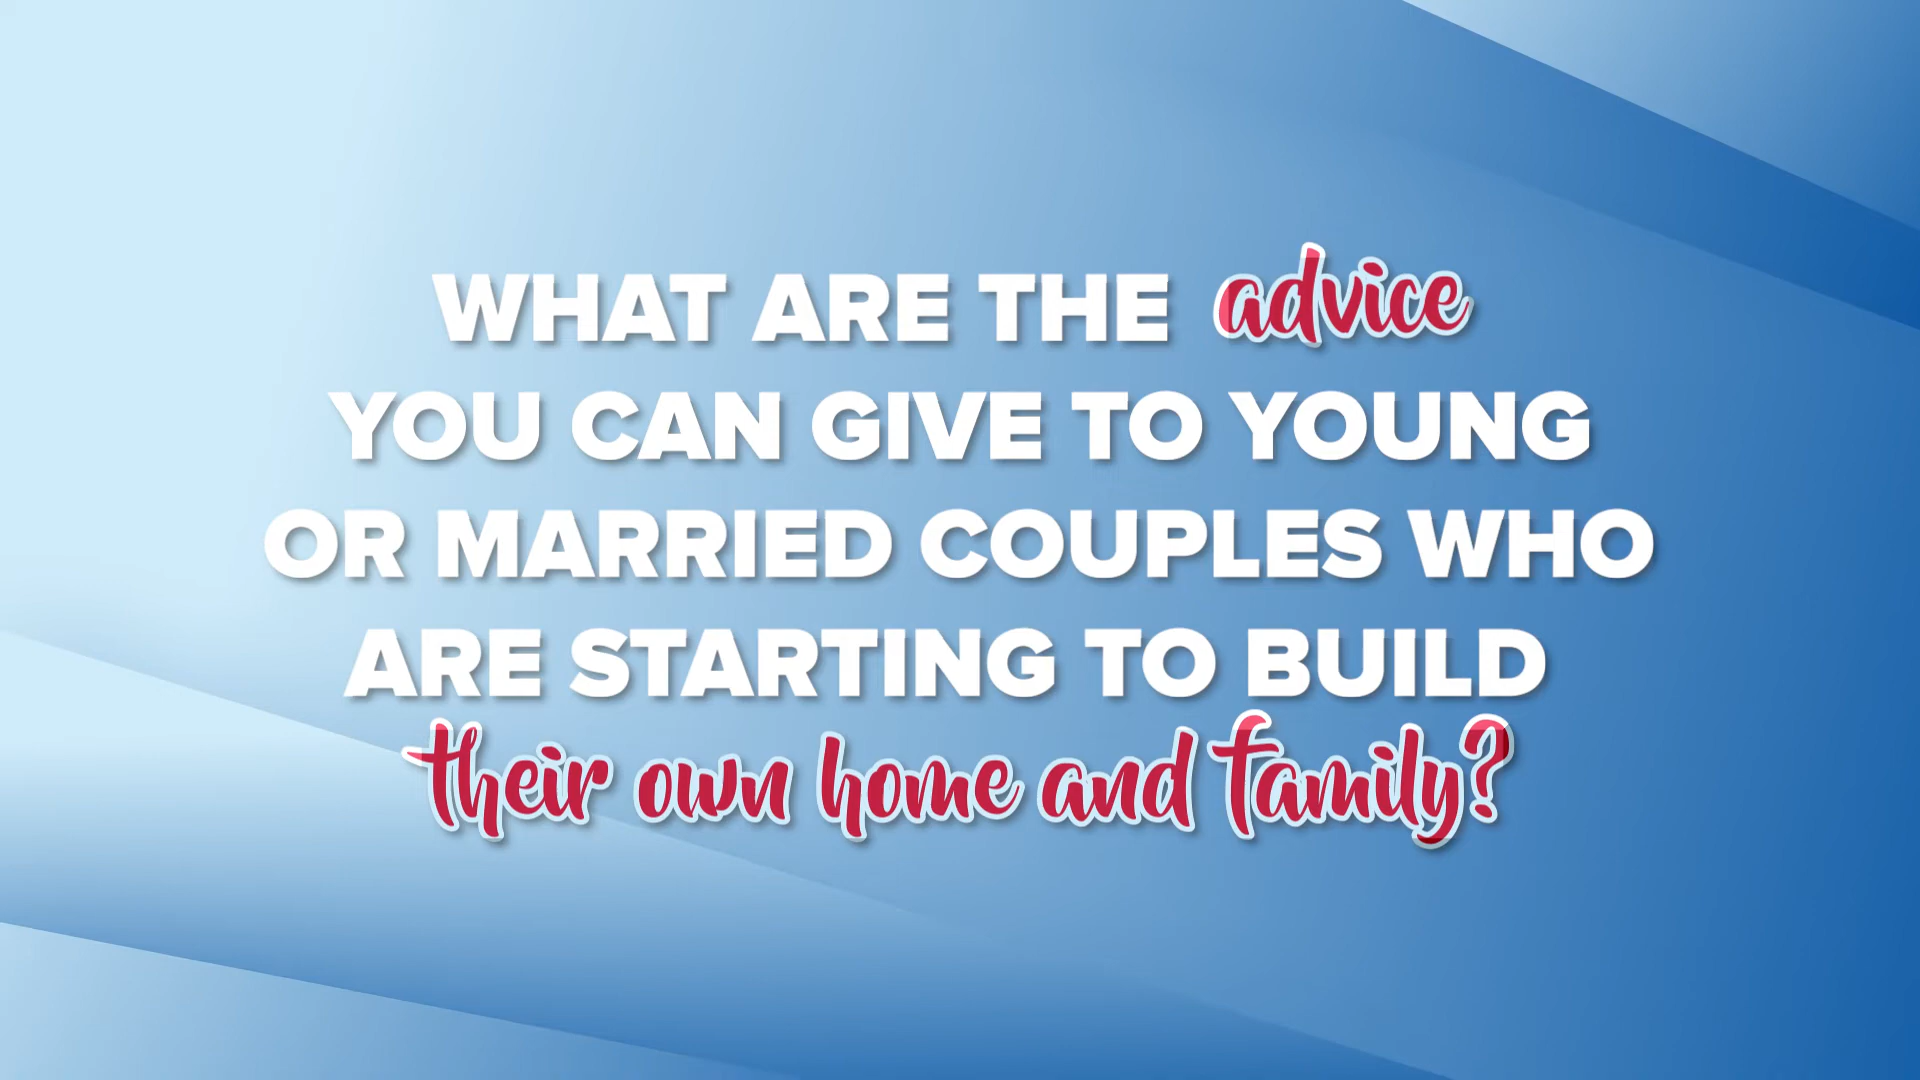 WHAT ARE THE advice
YOU CAN GIVE TO YOUNG
OR MARRIED COUPLES WHO
ARE STARTING TO BUILD
their own home and family?